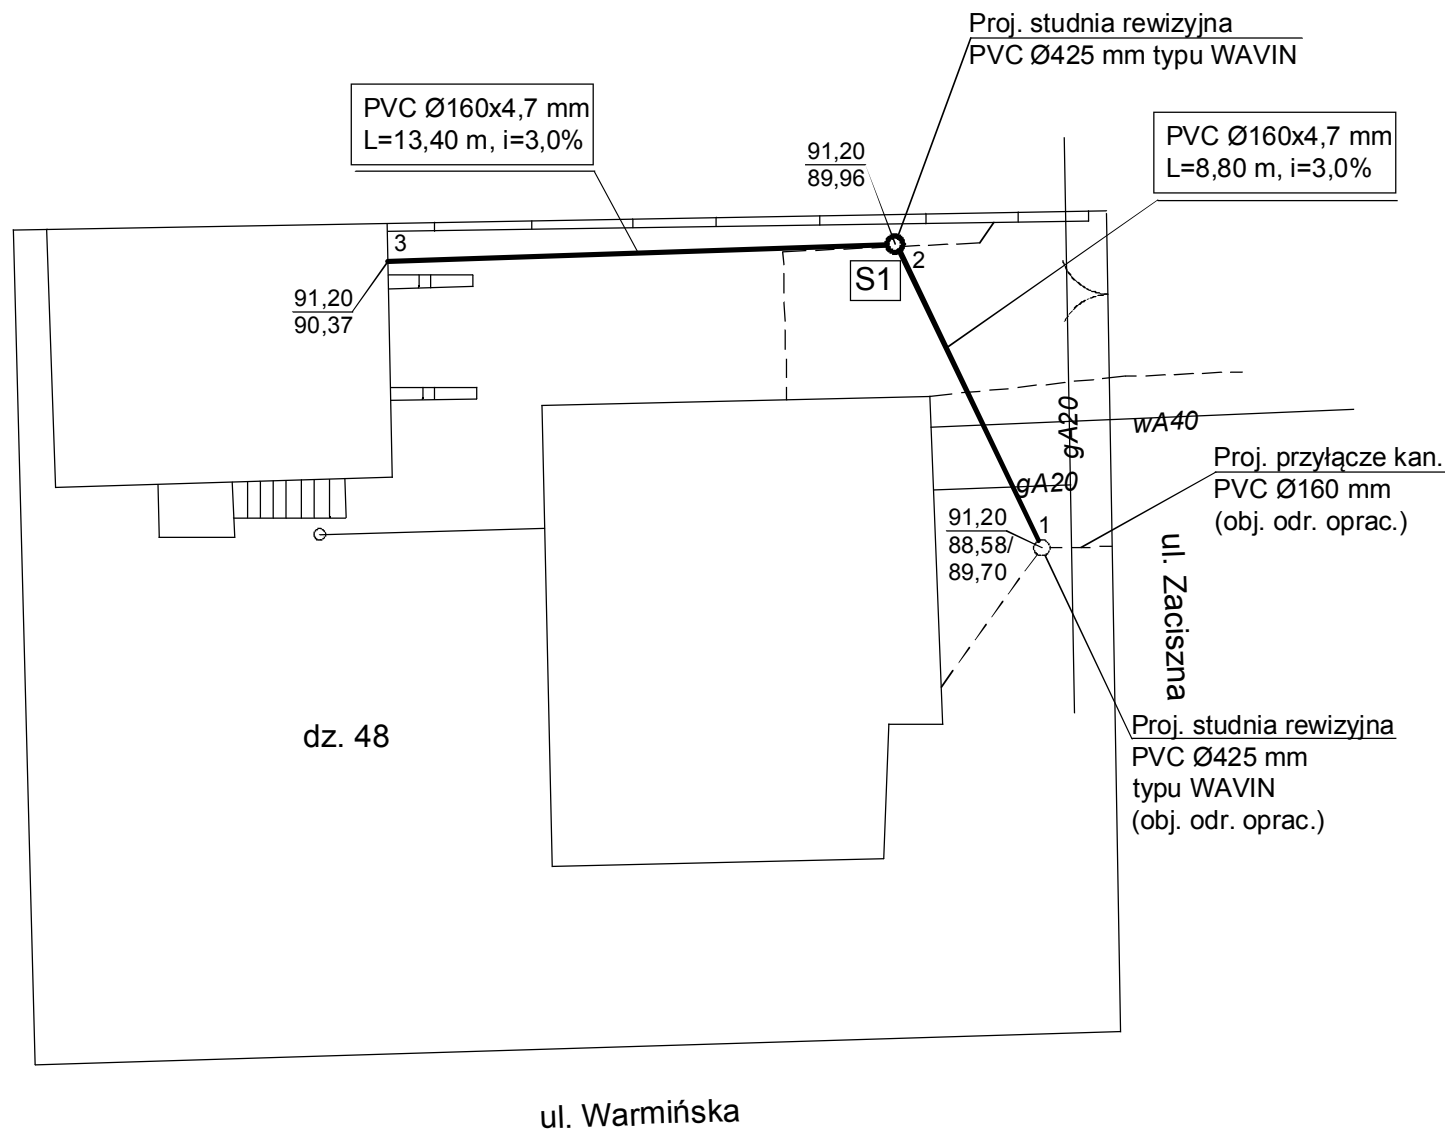 Proj. studnia rewizyjna
PVC Ø425 mm typu WAVIN
PVC Ø160x4,7 mm
L=13,40 m, i=3,0%
PVC Ø160x4,7 mm
L=8,80 m, i=3,0%
91,20
89,96
3
2
S1
91,20
90,37
gA20
wA40
Proj. przyłącze kan.
PVC Ø160 mm
(obj. odr. oprac.)
gA20
91,20
88,58/
89,70
1
ul. Zaciszna
dz. 48
Proj. studnia rewizyjna
PVC Ø425 mm
typu WAVIN
(obj. odr. oprac.)
ul. Warmińska